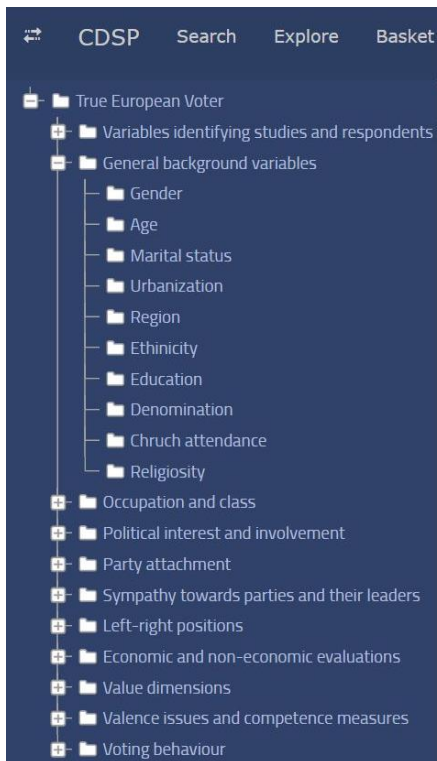 CDSP Search Explore Basket
True European Voter
Variables identifying studies and respondents
General background variables
Gender
Age
Marital status
Urbanization
Region
Ethinicity
Education
Denomination
Chruch attendance
Religiosity
Occupation and class
Political interest and involvement
Party attachment
Sympathy towards parties and their leaders
Left-right positions
Economic and non-economic evaluations
Value dimensions
Valence issues and competence measures
Voting behaviour